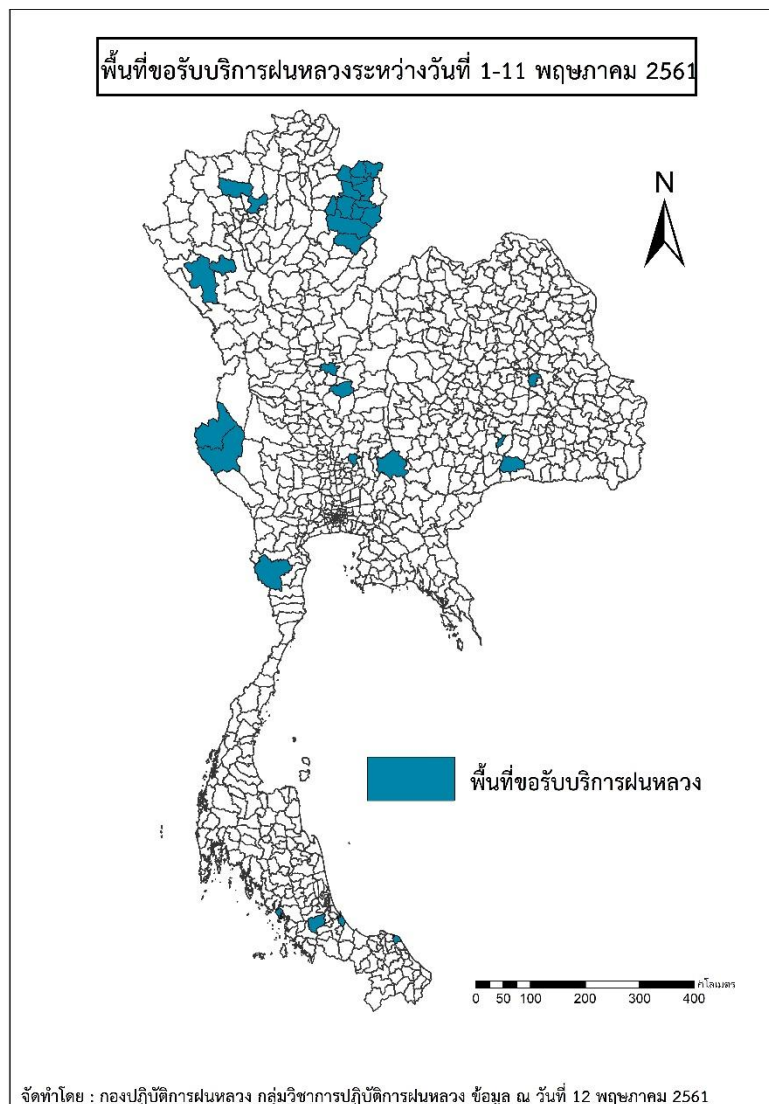 พื้นที่ขอรับบริการฝนหลวงระหว่างวันที่ 1-11 พฤษภาคม 2561
N
พื้นที่ขอรับบริการฝนหลวง
กิโลเมตร
0 50 100 200 300 400
จัดทำโดย : กองปฏิบัติการฝนหลวง กลุ่มวิชาการปฏิบัติการฝนหลวง ข้อมูล ณ วันที่ 12 พฤษภาคม 2561